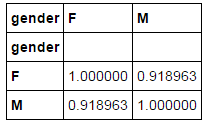 gender F M
gender
F 1.000000 0.918963
M 0.918963 1.000000